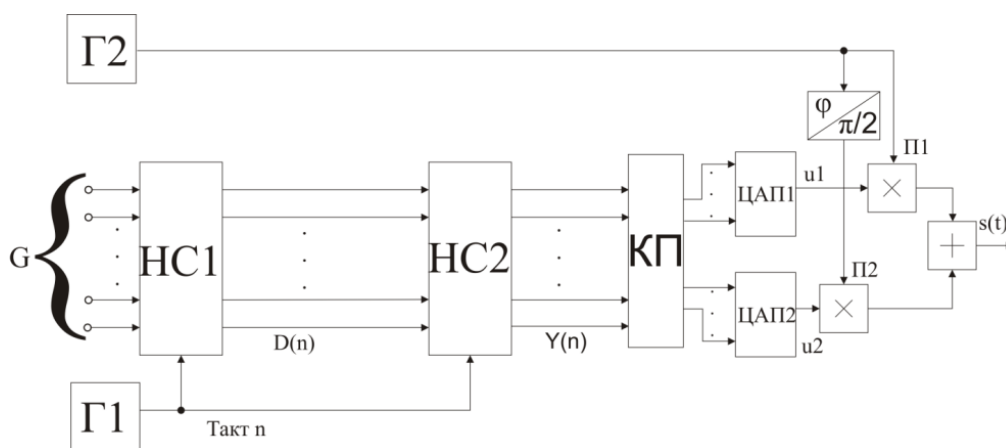 Г2
φ
π/2
П1
ЦАП1
u1
×
s(t)
G
НС1
НС2
КП
+
П2
ЦАП2
u2
×
D(n)
Y(n)
Г1
Такт n